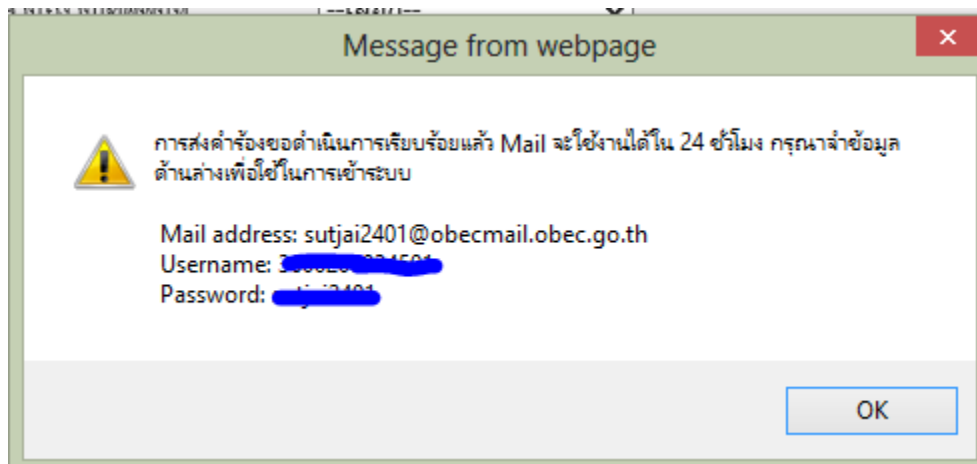 Message from webpage
การส่งคำร้องขอดำเนินการเรียบร้อยแล้ว Mail จะใช้งานได้ใน 24 ชั่วโมง กรุณาจำข้อมูล
ด้านล่างเพื่อใช้ในการเข้าระบบ
Mail address: sutjai2401@obecmail.obec.go.th
Username:
Password:
OK